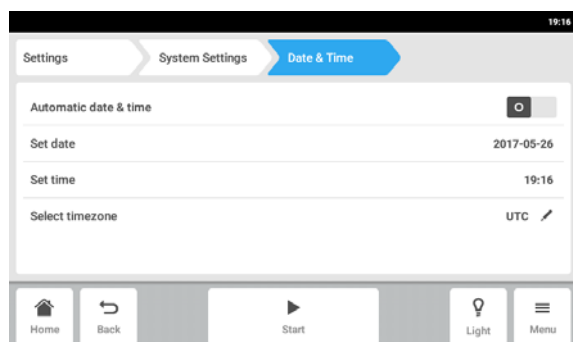 19:16
Settings System Settings Date & Time
Automatic date & time O
Set date 2017-05-26
Set time 19:16
Select timezone UTC
Home Back Start Light Menu